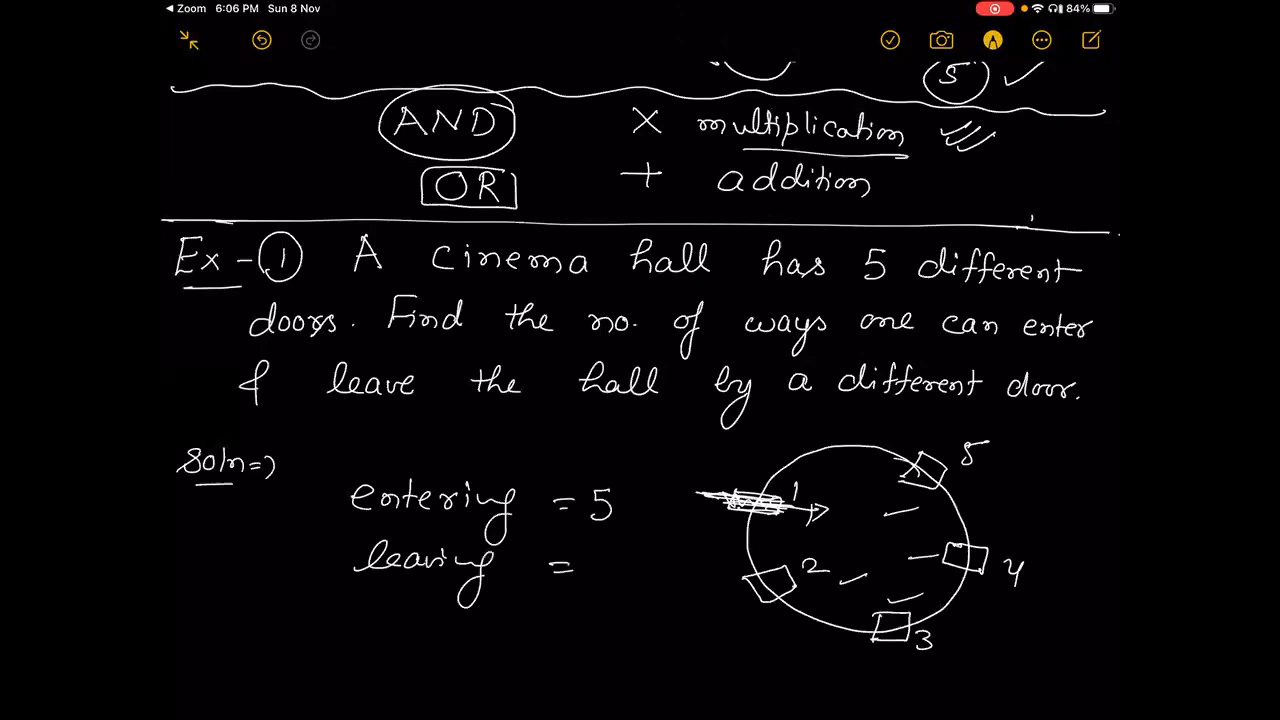 Zoom 6:06 PM Sun 8 Nov 84%
5
AND × multiplication
OR + addition
Ex-① A cinema hall has 5 different
doors. Find the no. of ways one can enter
& leave the hall by a different door.
Soln=>
entering = 5
leaving =
1
2
3
4
5